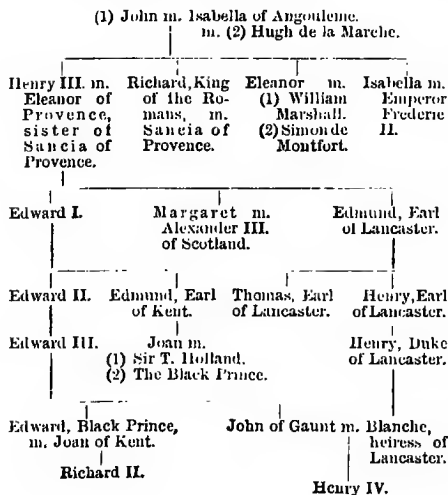 (1) John m. Isabella of Angouleme.
m. (2) Hugh de la Marche.
Henry III. m.
Eleanor of
Provence,
sister of
Sancia of
Provence.
Richard, King
of the Ro-
mans, m.
Sancia of
Provence.
Eleanor m.
(1) William
Marshall.
(2) Simon de
Montfort.
Isabella m.
Emperor
Frederic
II.
Edward I.
Margaret m.
Alexander III.
of Scotland.
Edmund, Earl
of Lancaster.
Edward II.
Edmund, Earl
of Kent.
Thomas, Earl
of Lancaster.
Henry, Earl
of Lancaster.
Edward III.
Joan m.
(1) Sir T. Holland.
(2) The Black Prince.
Henry, Duke
of Lancaster.
Edward, Black Prince,
m. Joan of Kent.
John of Gaunt m. Blanche,
heiress of
Lancaster.
Richard II.
Henry IV.